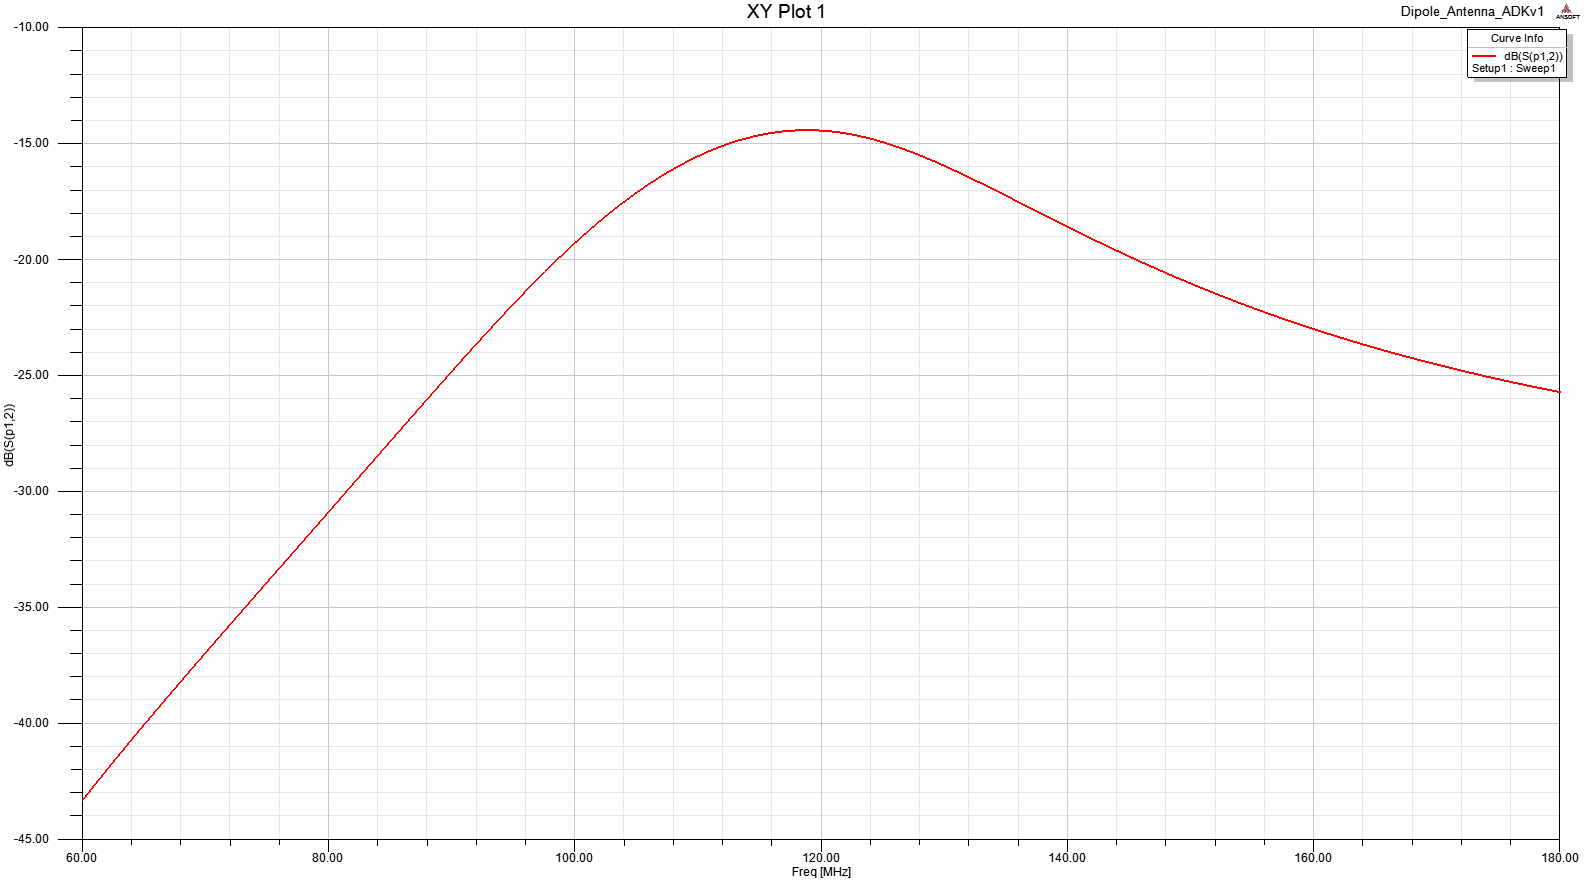 XY Plot 1
Dipole_Antenna_ADKv1
ANSOFT
Curve Info
dB(S(p1,2))
Setup1 : Sweep1
-10.00
-15.00
-20.00
-25.00
-30.00
-35.00
-40.00
-45.00
dB(S(p1,2))
60.00 80.00 100.00 120.00 140.00 160.00 180.00
Freq [MHz]